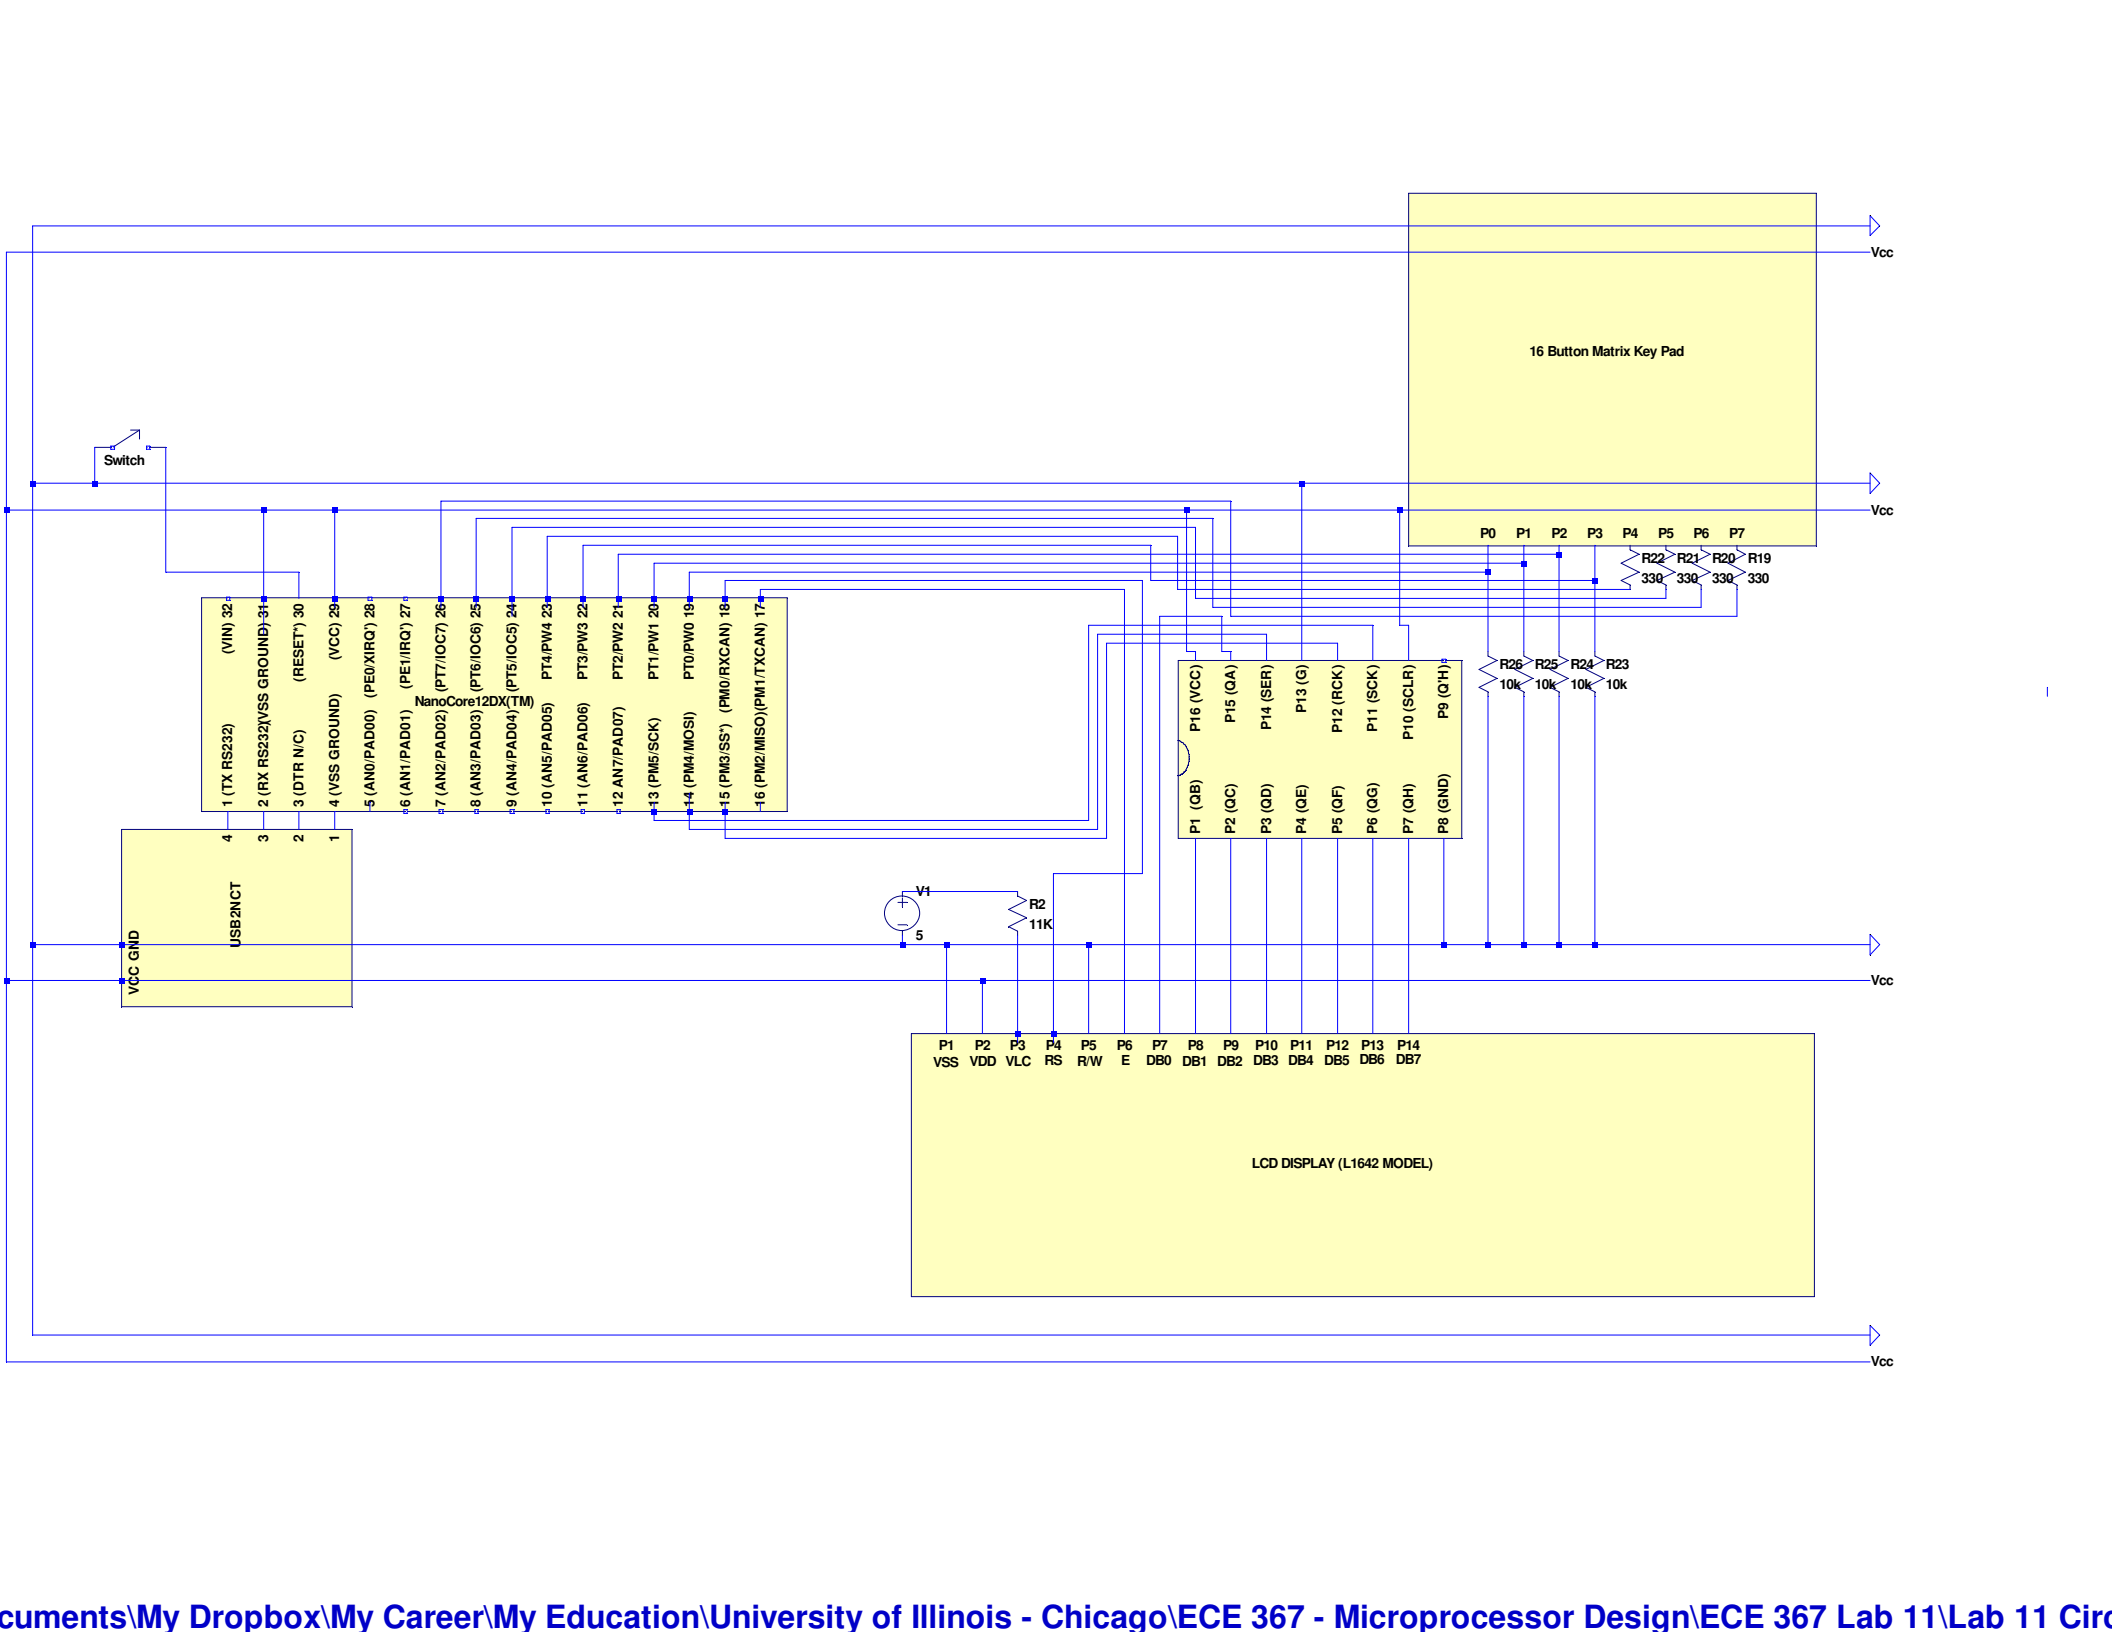 Vcc
16 Button Matrix Key Pad
Switch
Vcc
P0 P1 P2 P3 P4 P5 P6 P7
R22 R21 R20 R19
330 330 330 330
(VIN) 32
(VSS GROUND) 31
(RESET*) 30
(VCC) 29
(PE0/XIRQ') 28
(PE1/IRQ') 27
(PT7/IOC7) 26
(PT6/IOC6) 25
(PT5/IOC5) 24
PT4/PW4 23
PT3/PW3 22
PT2/PW2 21
PT1/PW1 20
PT0/PW0 19
(PM0/RXCAN) 18
(PM1/TXCAN) 17
NanoCore12DX(TM)
1 (TX RS232)
2 (RX RS232)
3 (DTR N/C)
4 (VSS GROUND)
5 (AN0/PAD00)
6 (AN1/PAD01)
7 (AN2/PAD02)
8 (AN3/PAD03)
9 (AN4/PAD04)
10 (AN5/PAD05)
11 (AN6/PAD06)
12 AN7/PAD07)
13 (PM5/SCK)
14 (PM4/MOSI)
15 (PM3/SS*)
16 (PM2/MISO)
P16 (VCC)
P15 (QA)
P14 (SER)
P13 (G)
P12 (RCK)
P11 (SCK)
P10 (SCLR)
P9 (Q'H)
P1 (QB)
P2 (QC)
P3 (QD)
P4 (QE)
P5 (QF)
P6 (QG)
P7 (QH)
P8 (GND)
R26 R25 R24 R23
10k 10k 10k 10k
4 3 2 1
USB2NCT
VCC GND
V1
5
R2
11K
Vcc
P1 P2 P3 P4 P5 P6 P7 P8 P9 P10 P11 P12 P13 P14
VSS VDD VLC RS R/W E DB0 DB1 DB2 DB3 DB4 DB5 DB6 DB7
LCD DISPLAY (L1642 MODEL)
Vcc
cuments\My Dropbox\My Career\My Education\University of Illinois - Chicago\ECE 367 - Microprocessor Design\ECE 367 Lab 11\Lab 11 Circ